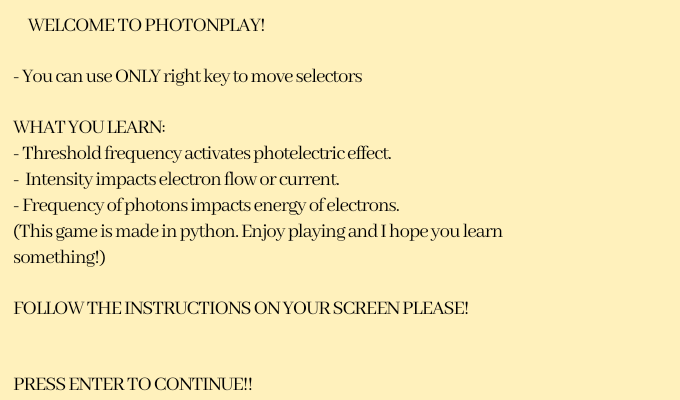 WELCOME TO PHOTONPLAY!
- You can use ONLY right key to move selectors
WHAT YOU LEARN:
- Threshold frequency activates photelectric effect.
- Intensity impacts electron flow or current.
- Frequency of photons impacts energy of electrons.
(This game is made in python. Enjoy playing and I hope you learn
something!)
FOLLOW THE INSTRUCTIONS ON YOUR SCREEN PLEASE!
PRESS ENTER TO CONTINUE!!